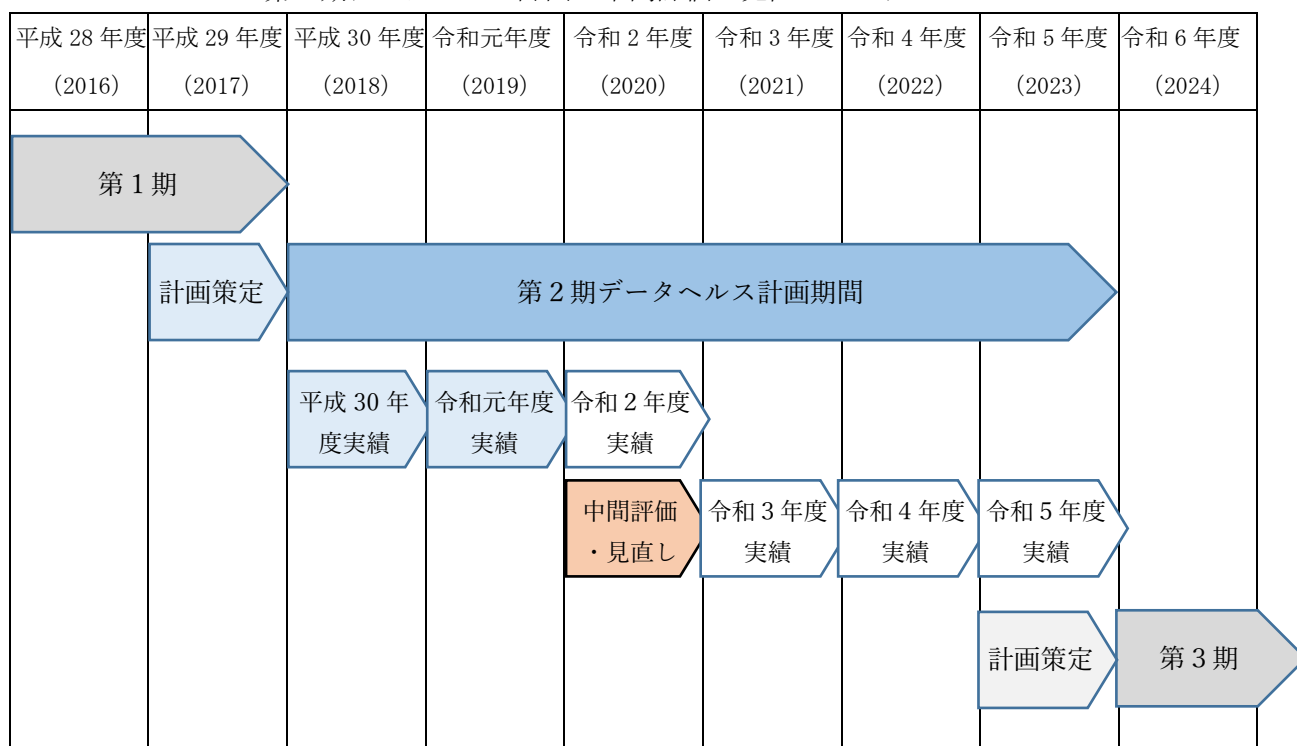 平成 28 年度 平成 29 年度 平成 30 年度 令和元年度 令和 2 年度 令和 3 年度 令和 4 年度 令和 5 年度 令和 6 年度
(2016) (2017) (2018) (2019) (2020) (2021) (2022) (2023) (2024)
第１期
計画策定 第２期データヘルス計画期間
平成 30 年 令和元年度 令和２年度
度実績 実績 実績
中間評価 令和３年度 令和４年度 令和５年度
・見直し 実績 実績 実績
計画策定 第３期